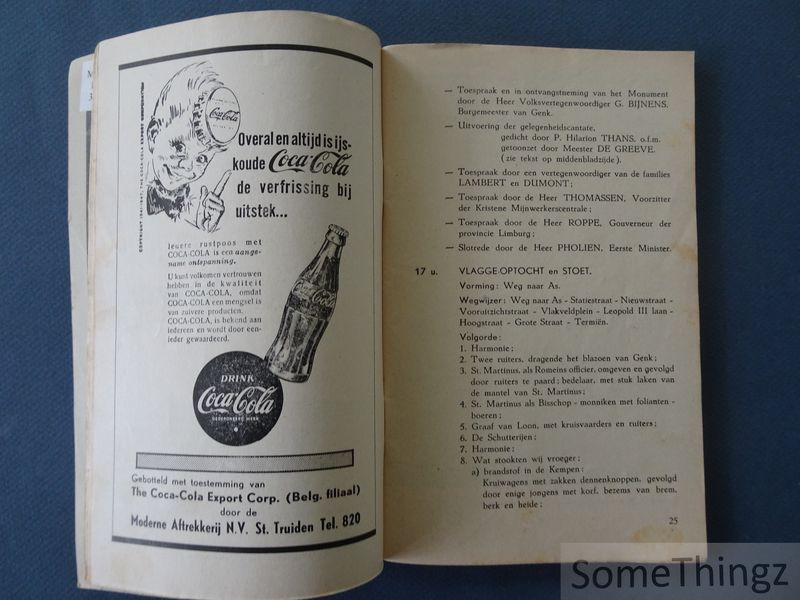 Coca-Cola
Overal en altijd is ijs-
koude Coca-Cola
de verfrissing bij
uitstek...
Iedere rustpoos met
COCA-COLA is een aange-
name ontspanning.
U kunt volkomen vertrouwen
hebben in de kwaliteit
van COCA-COLA, omdat
COCA-COLA een mengsel is
van zuivere producten.
COCA-COLA, is bekend aan
iedereen en wordt door een-
ieder gewaardeerd.
Coca-Cola
DRINK
Coca-Cola
GEDEPONEERD MERK
Gebotteld met toestemming van
The Coca-Cola Export Corp. (Belg. filiaal)
door de
Moderne Aftrekkerij N.V. St. Truiden Tel. 820
— Toespraak en in ontvangstneming van het Monument
door de Heer Volksvertegenwoordiger G. BIJNENS,
Burgemeester van Genk.
— Uitvoering der gelegenheidscantate,
gedicht door P. Hilarion THANS, o.f.m.
getoonzet door Meester DE GREEVE.
(zie tekst op middenbladzijde).
— Toespraak door een vertegenwoordiger van de families
LAMBERT en DUMONT;
— Toespraak door de Heer THOMASSEN, Voorzitter
der Kristene Mijnwerkerscentrale;
— Toespraak door de Heer ROPPE, Gouverneur der
provincie Limburg;
— Slotrede door de Heer PHOLIEN, Eerste Minister.
17 u. VLAGGE-OPTOCHT en STOET.
Vorming: Weg naar As.
Wegwijzer: Weg naar As - Statiestraat - Nieuwstraat -
Vooruitzichtstraat - Vlakveldplein - Leopold III laan -
Hoogstraat - Grote Straat - Termiën.
Volgorde:
1. Harmonie;
2. Twee ruiters, dragende het blazoen van Genk;
3. St. Martinus, als Romeins officier, omgeven en gevolgd
door ruiters te paard; bedelaar, met stuk laken van
de mantel van St. Martinus;
4. St. Martinus als Bisschop - monniken met folianten -
boeren;
5. Graaf van Loon, met kruisvaarders en ruiters;
6. De Schutterijen;
7. Harmonie;
8. Wat stookten wij vroeger;
a) brandstof in de Kempen:
Kruiwagens met zakken dennenknoppen, gevolgd
door enige jongens met korf, bezems van brem,
berk en heide;
25
SomeThingz